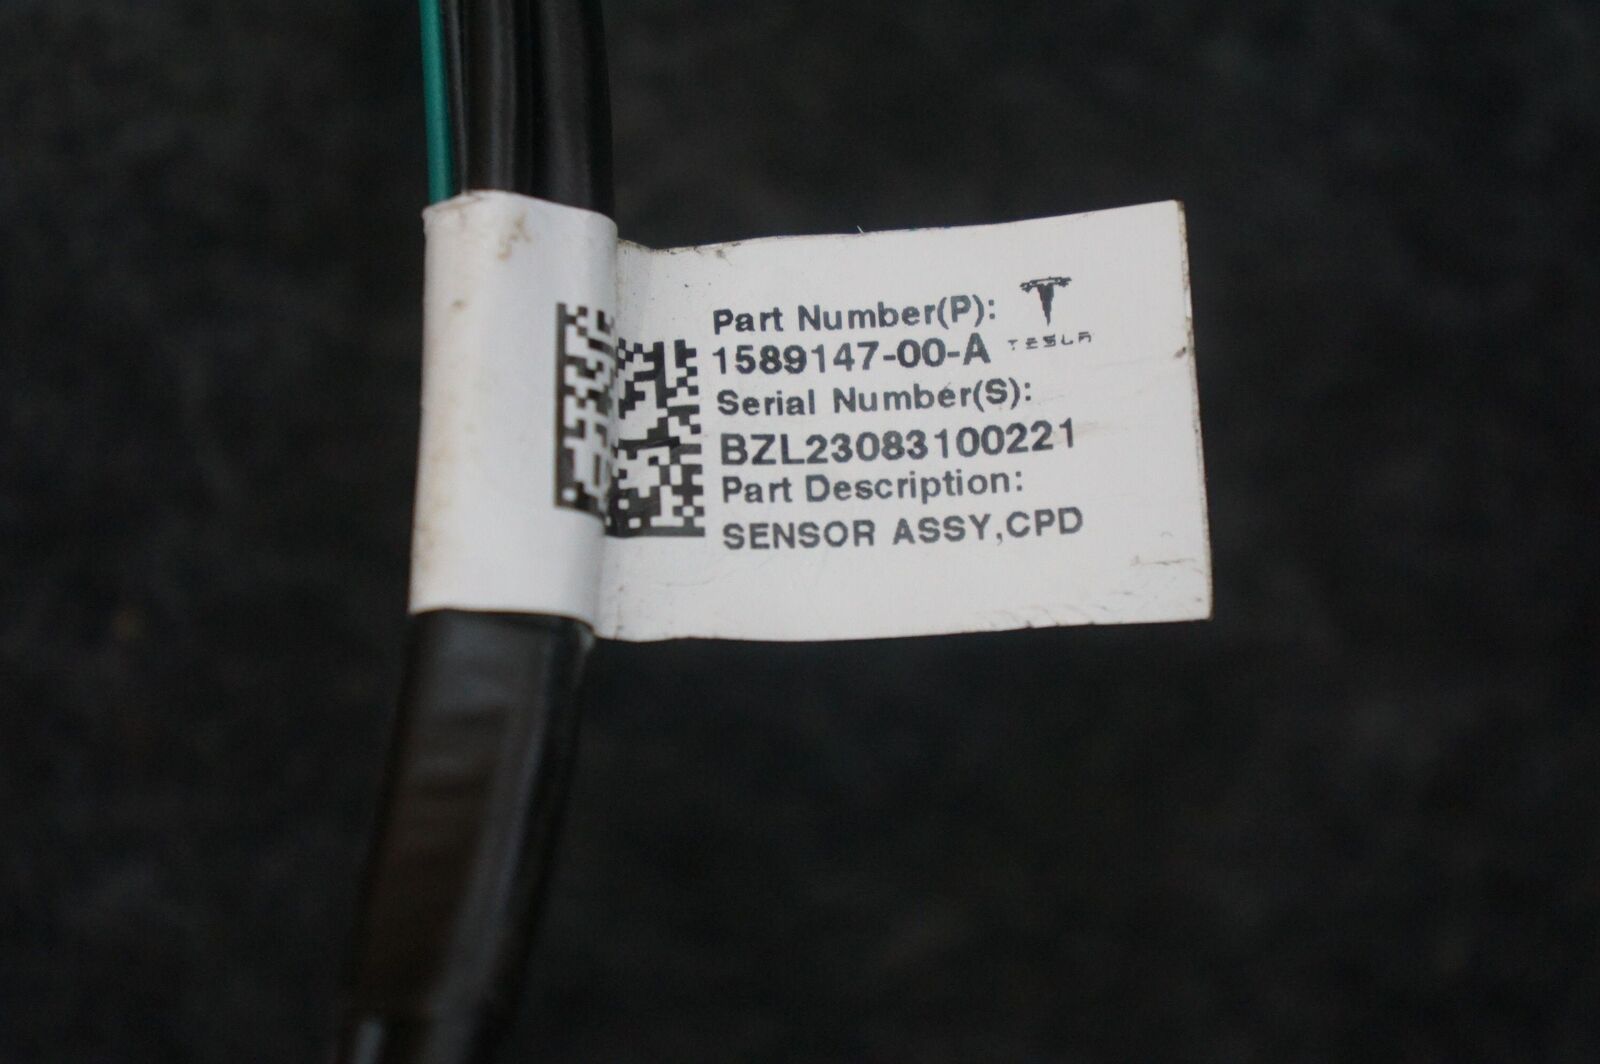 Part Number(P):
TESLA
1589147-00-A
Serial Number(S):
BZL23083100221
Part Description:
SENSOR ASSY,CPD